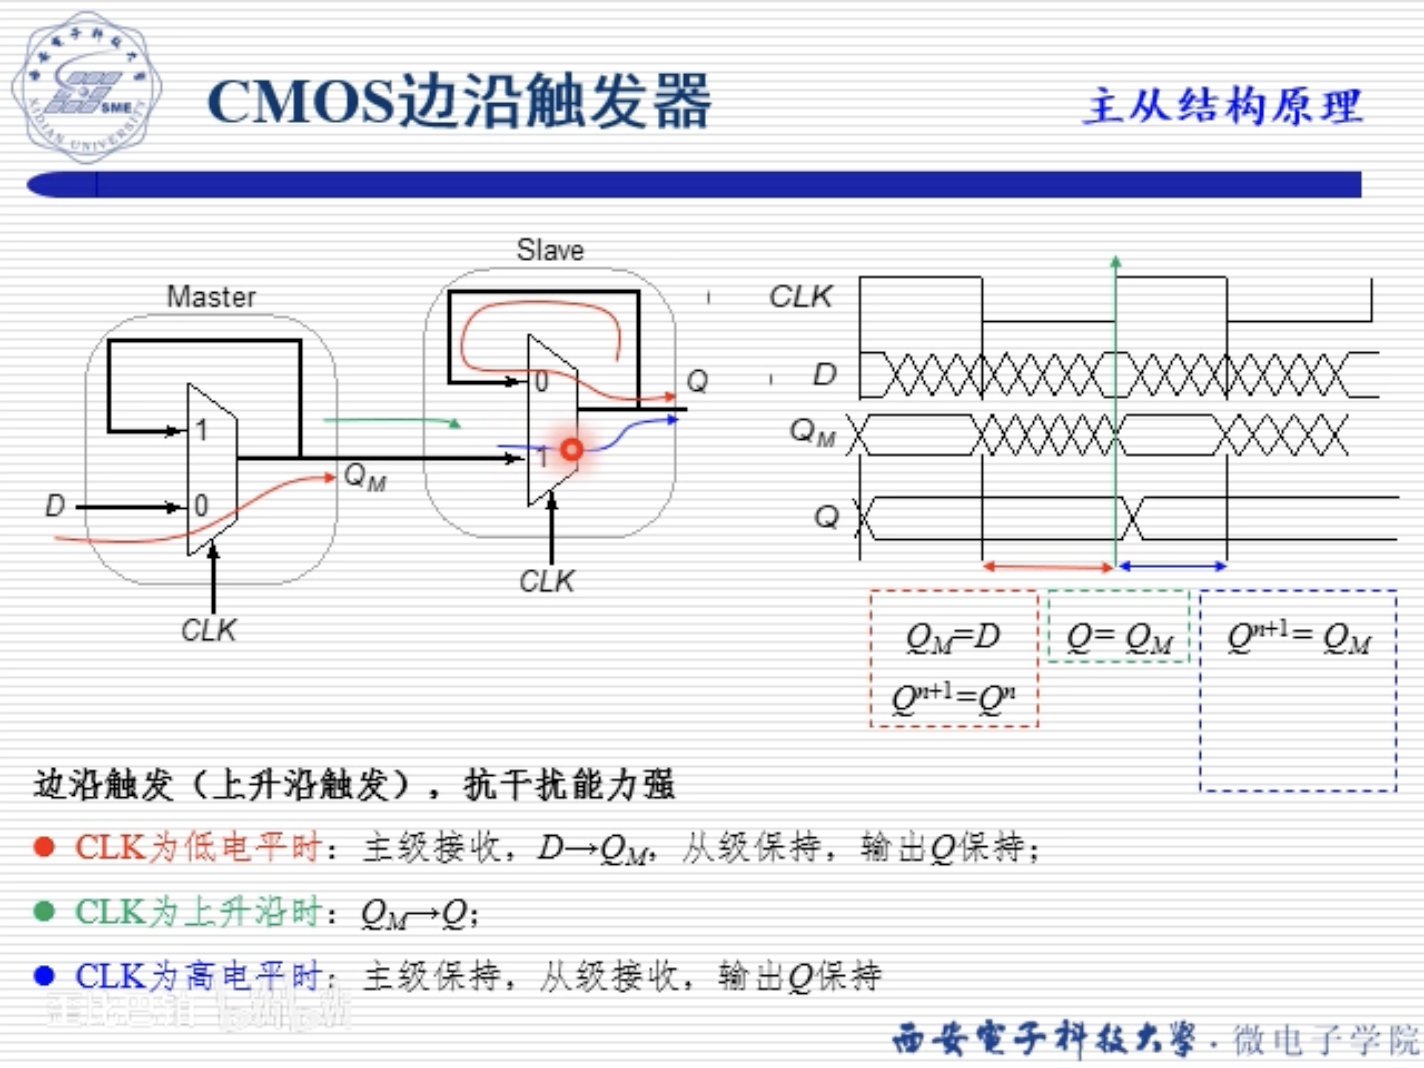 CMOS边沿触发器
主从结构原理
SME
XIDIAN UNIVERSITY
Slave
Master
1
0
D
Q_M
CLK
0
1
Q
CLK
CLK
D
Q_M
Q
Q_M=D
Q^{n+1}=Q^n
Q= Q_M
Q^{n+1}= Q_M
边沿触发（上升沿触发），抗干扰能力强
CLK为低电平时：主级接收，D→Q_M，从级保持，输出Q保持；
CLK为上升沿时：Q_M→Q；
CLK为高电平时：主级保持，从级接收，输出Q保持
西安電子科技大學·微电子学院